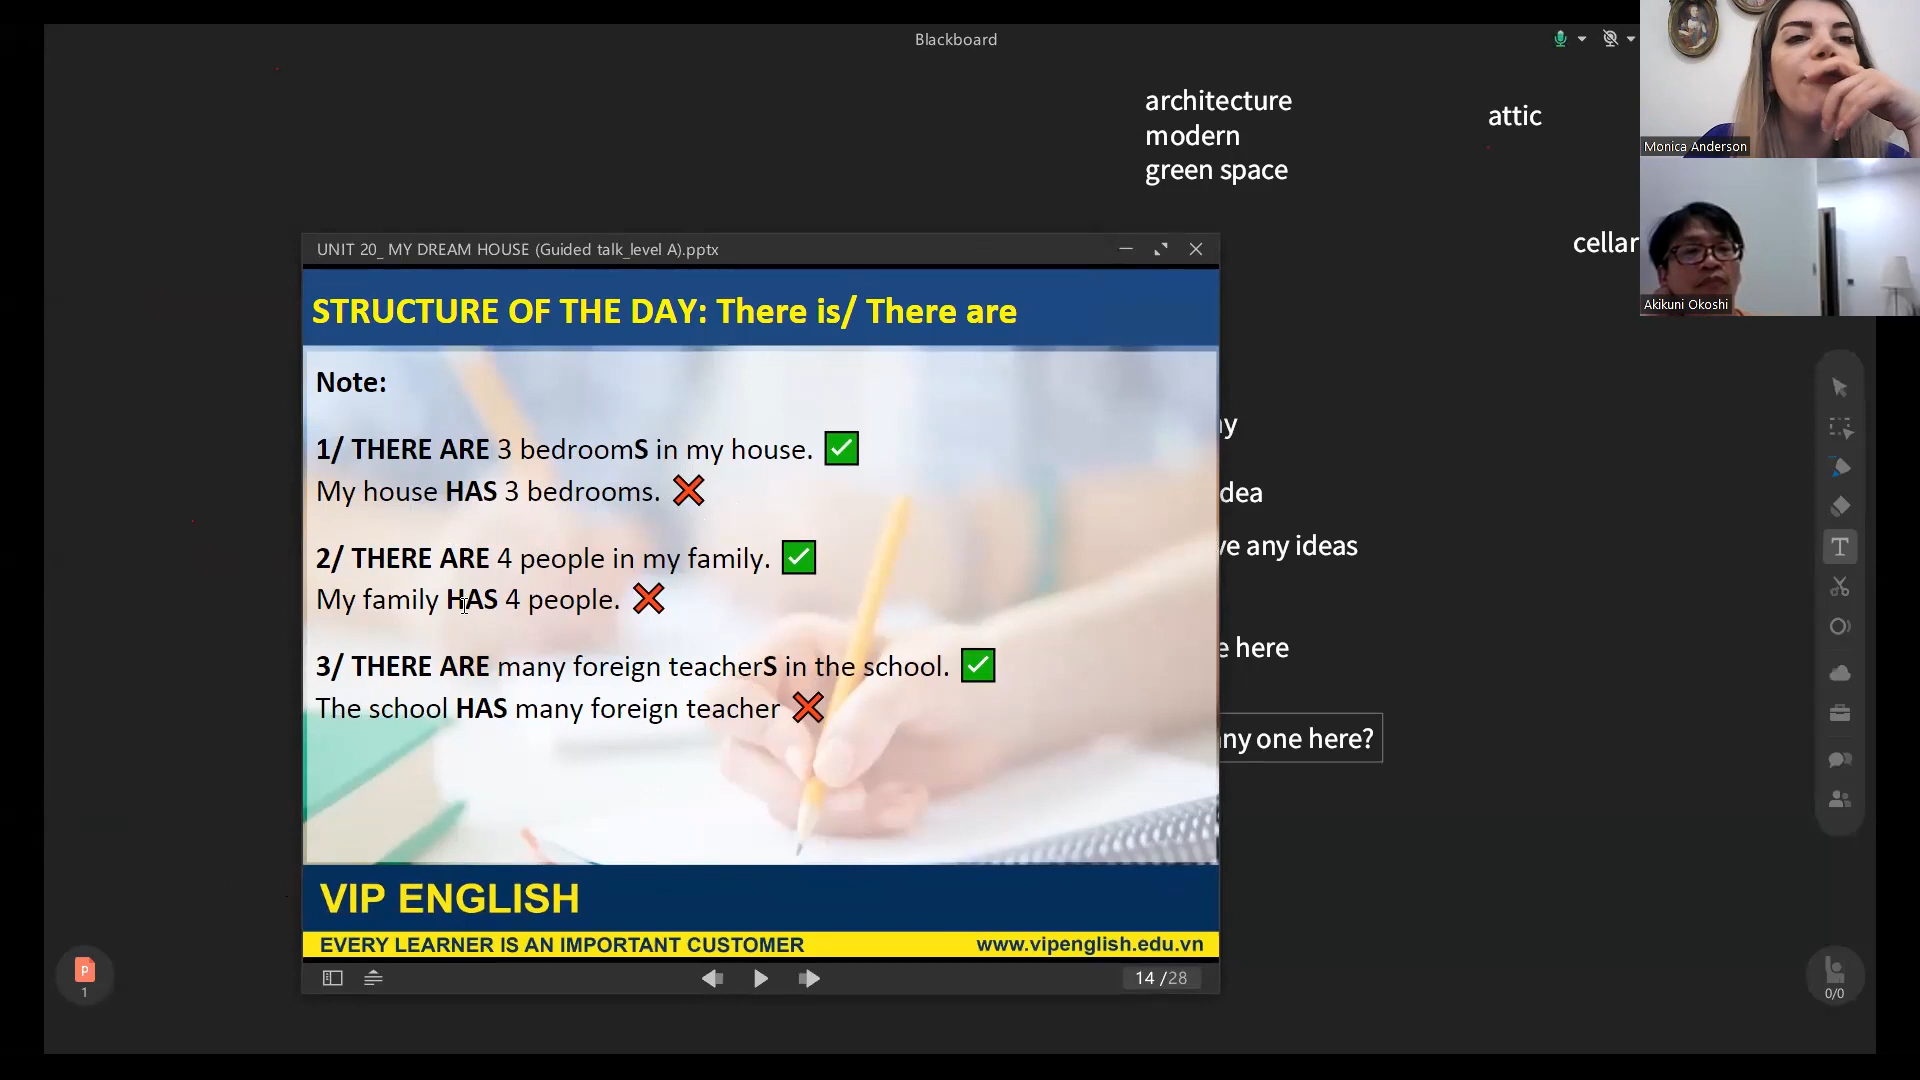 Blackboard
architecture
modern
green space
attic
cellar
Monica Anderson
Akikuni Okoshi
UNIT 20_ MY DREAM HOUSE (Guided talk_level A).pptx
STRUCTURE OF THE DAY: There is/ There are
Note:
1/ THERE ARE 3 bedroomS in my house.
My house HAS 3 bedrooms.
2/ THERE ARE 4 people in my family.
My family HAS 4 people.
3/ THERE ARE many foreign teacherS in the school.
The school HAS many foreign teacher
any ideas
here
one here?
VIP ENGLISH
EVERY LEARNER IS AN IMPORTANT CUSTOMER
www.vipenglish.edu.vn
14 /28
P
1
T
0/0